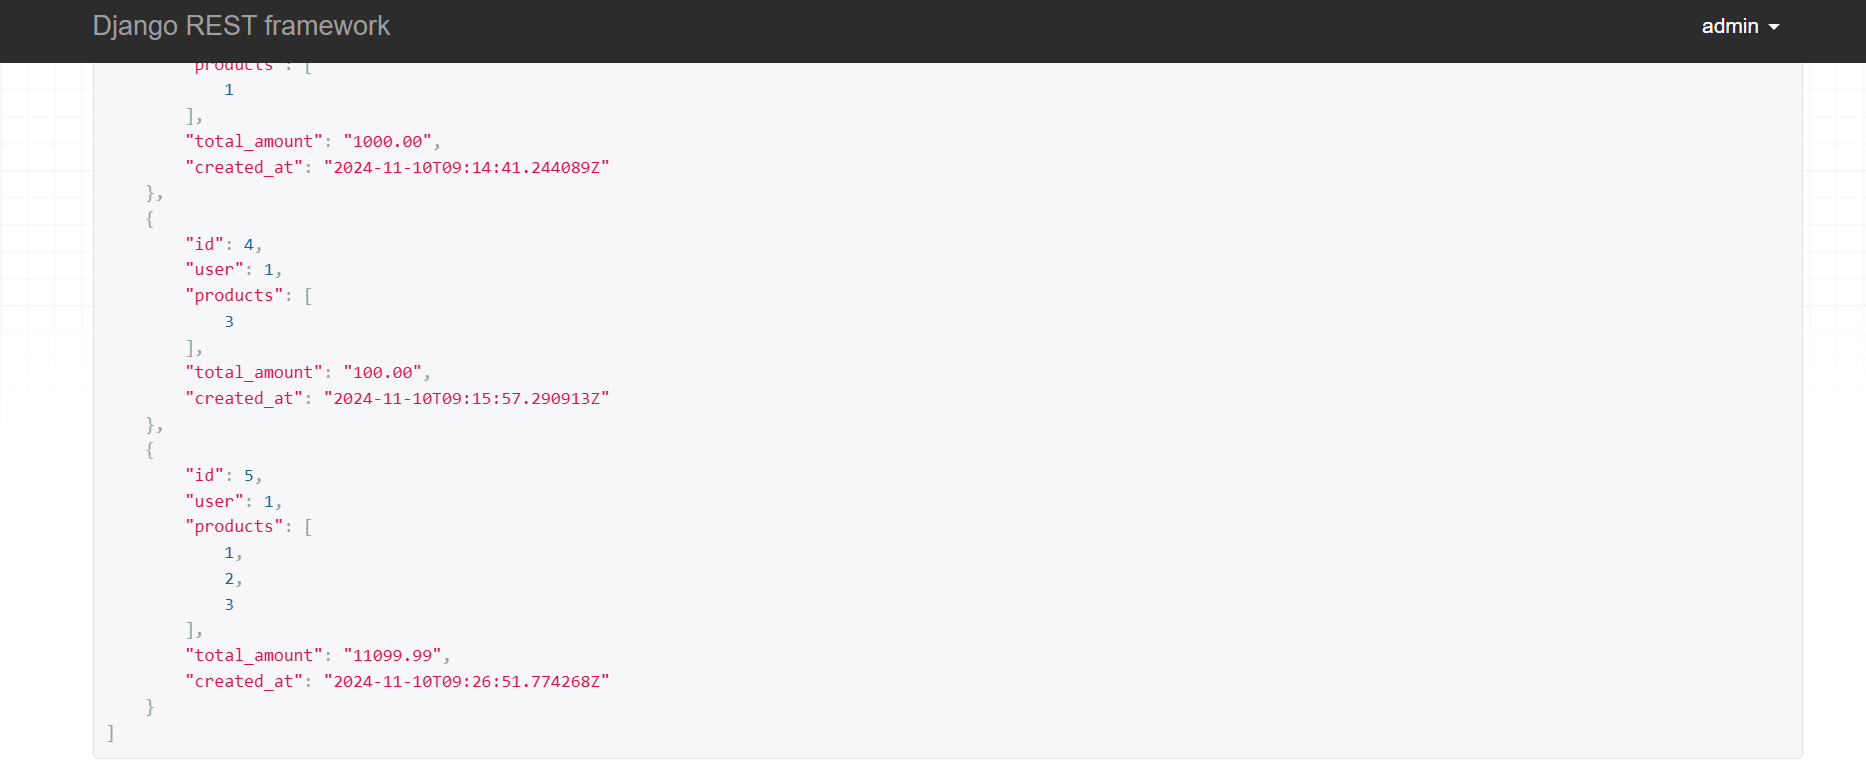 Django REST framework
admin
"products": [
1
],
"total_amount": "1000.00",
"created_at": "2024-11-10T09:14:41.244089Z"
},
{
"id": 4,
"user": 1,
"products": [
3
],
"total_amount": "100.00",
"created_at": "2024-11-10T09:15:57.290913Z"
},
{
"id": 5,
"user": 1,
"products": [
1,
2,
3
],
"total_amount": "11099.99",
"created_at": "2024-11-10T09:26:51.774268Z"
}
]